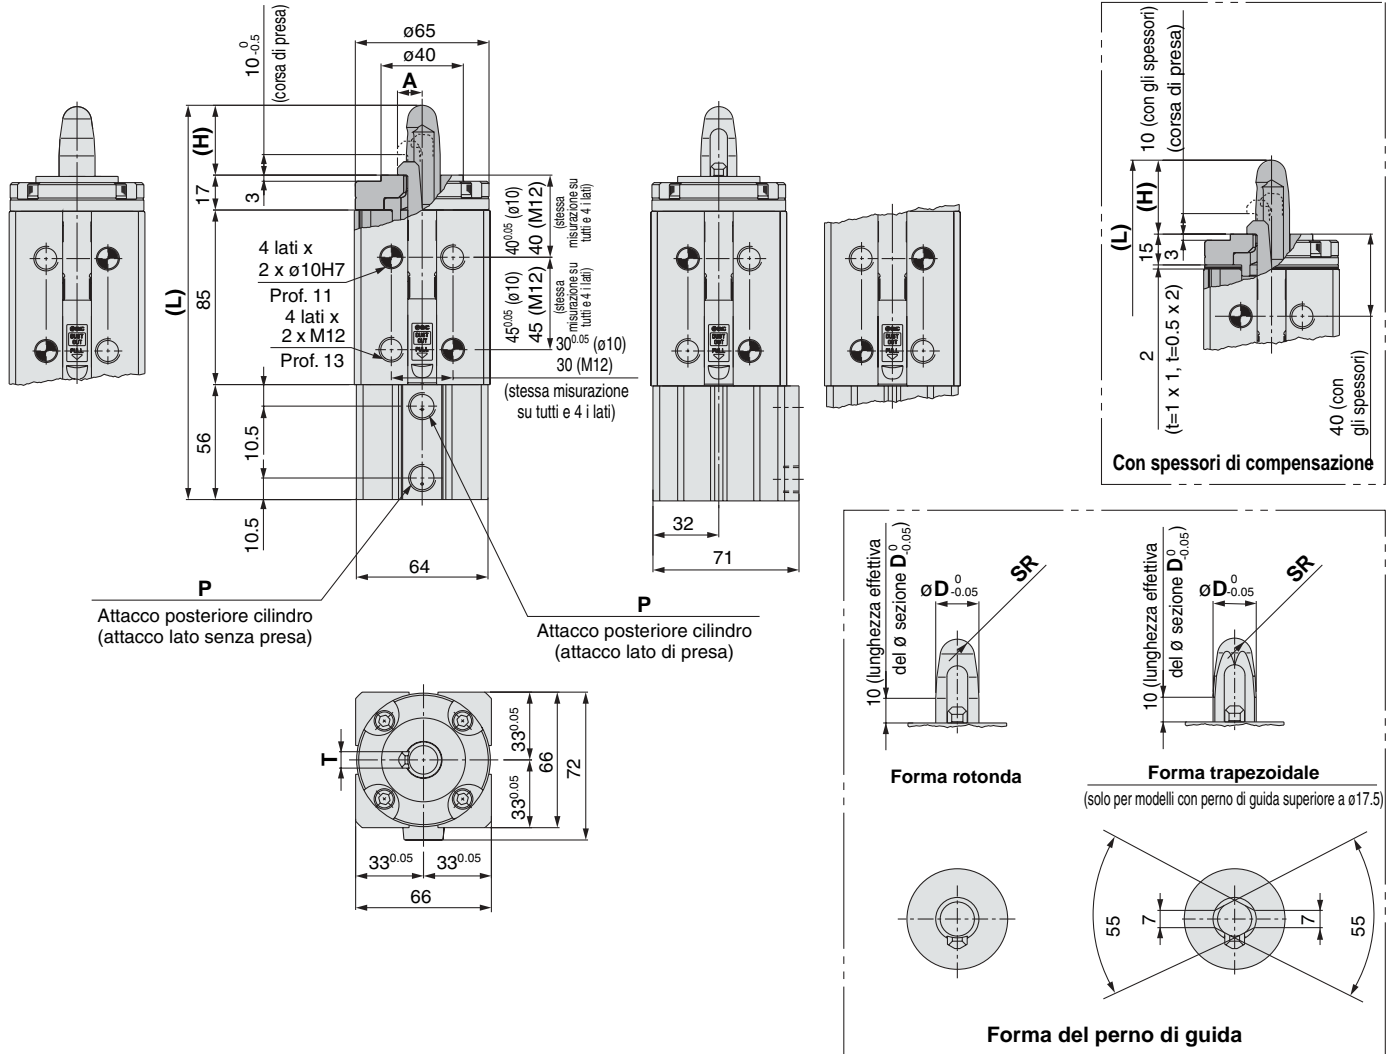 ø65
ø40
A
10 0 -0.5
(corsa di presa)
(H)
17
3
(L)
85
56
10.5
10.5
4 lati x
2 x ø10H7
Prof. 11
4 lati x
2 x M12
Prof. 13
40 0.05 (ø10)
40 (M12)
(stessa
misurazione su
tutti e 4 i lati)
45 0.05 (ø10)
45 (M12)
(stessa
misurazione su
tutti e 4 i lati)
30 0.05 (ø10)
30 (M12)
(stessa misurazione
su tutti e 4 i lati)
DUST
OUT
FULL
64
P
Attacco posteriore cilindro
(attacco lato senza presa)
P
Attacco posteriore cilindro
(attacco lato di presa)
32
71
10 (con gli spessori)
(corsa di presa)
(H)
(L)
15
3
2
(t=1 x 1, t=0.5 x 2)
40 (con
gli spessori)
Con spessori di compensazione
T
33 0.05
33 0.05
66
72
33 0.05
33 0.05
66
10 (lunghezza effettiva
del ø sezione D 0 -0.05)
øD 0 -0.05
SR
Forma rotonda
10 (lunghezza effettiva
del ø sezione D 0 -0.05)
øD 0 -0.05
SR
Forma trapezoidale
(solo per modelli con perno di guida superiore a ø17.5)
55
7
7
55
Forma del perno di guida